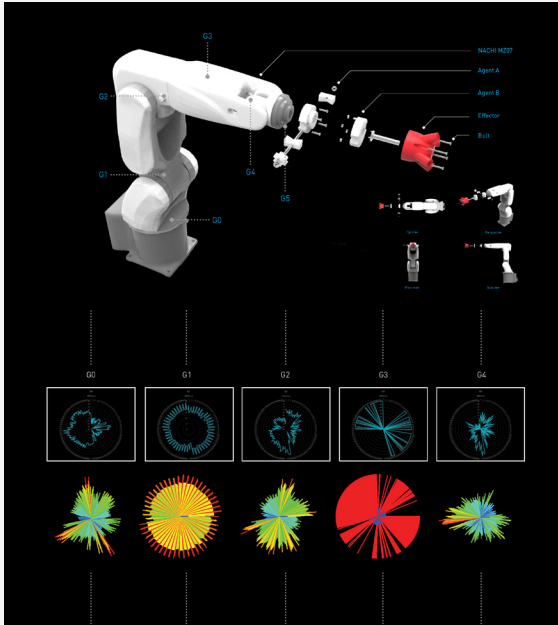 G3
NACHI MZ07
Agent A
G2
Agent B
Effector
Bolt
G1
G4
G5
G0
G0
G1
G2
G3
G4